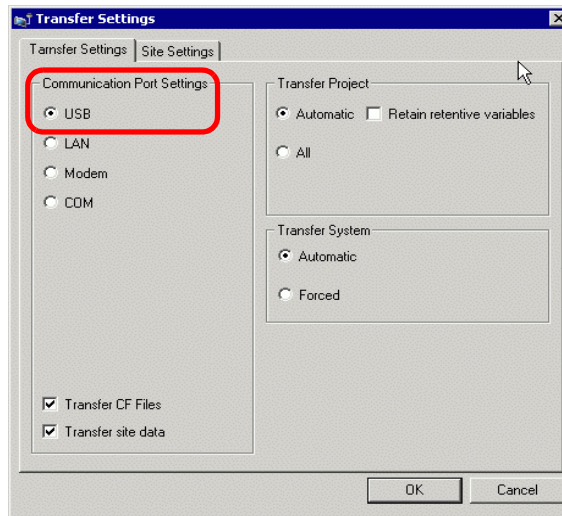 Transfer Settings
Tarnsfer Settings
Site Settings
Communication Port Settings
USB
LAN
Modem
COM
Transfer CF Files
Transfer site data
Transfer Project
Automatic
Retain retentive variables
All
Transfer System
Automatic
Forced
OK
Cancel